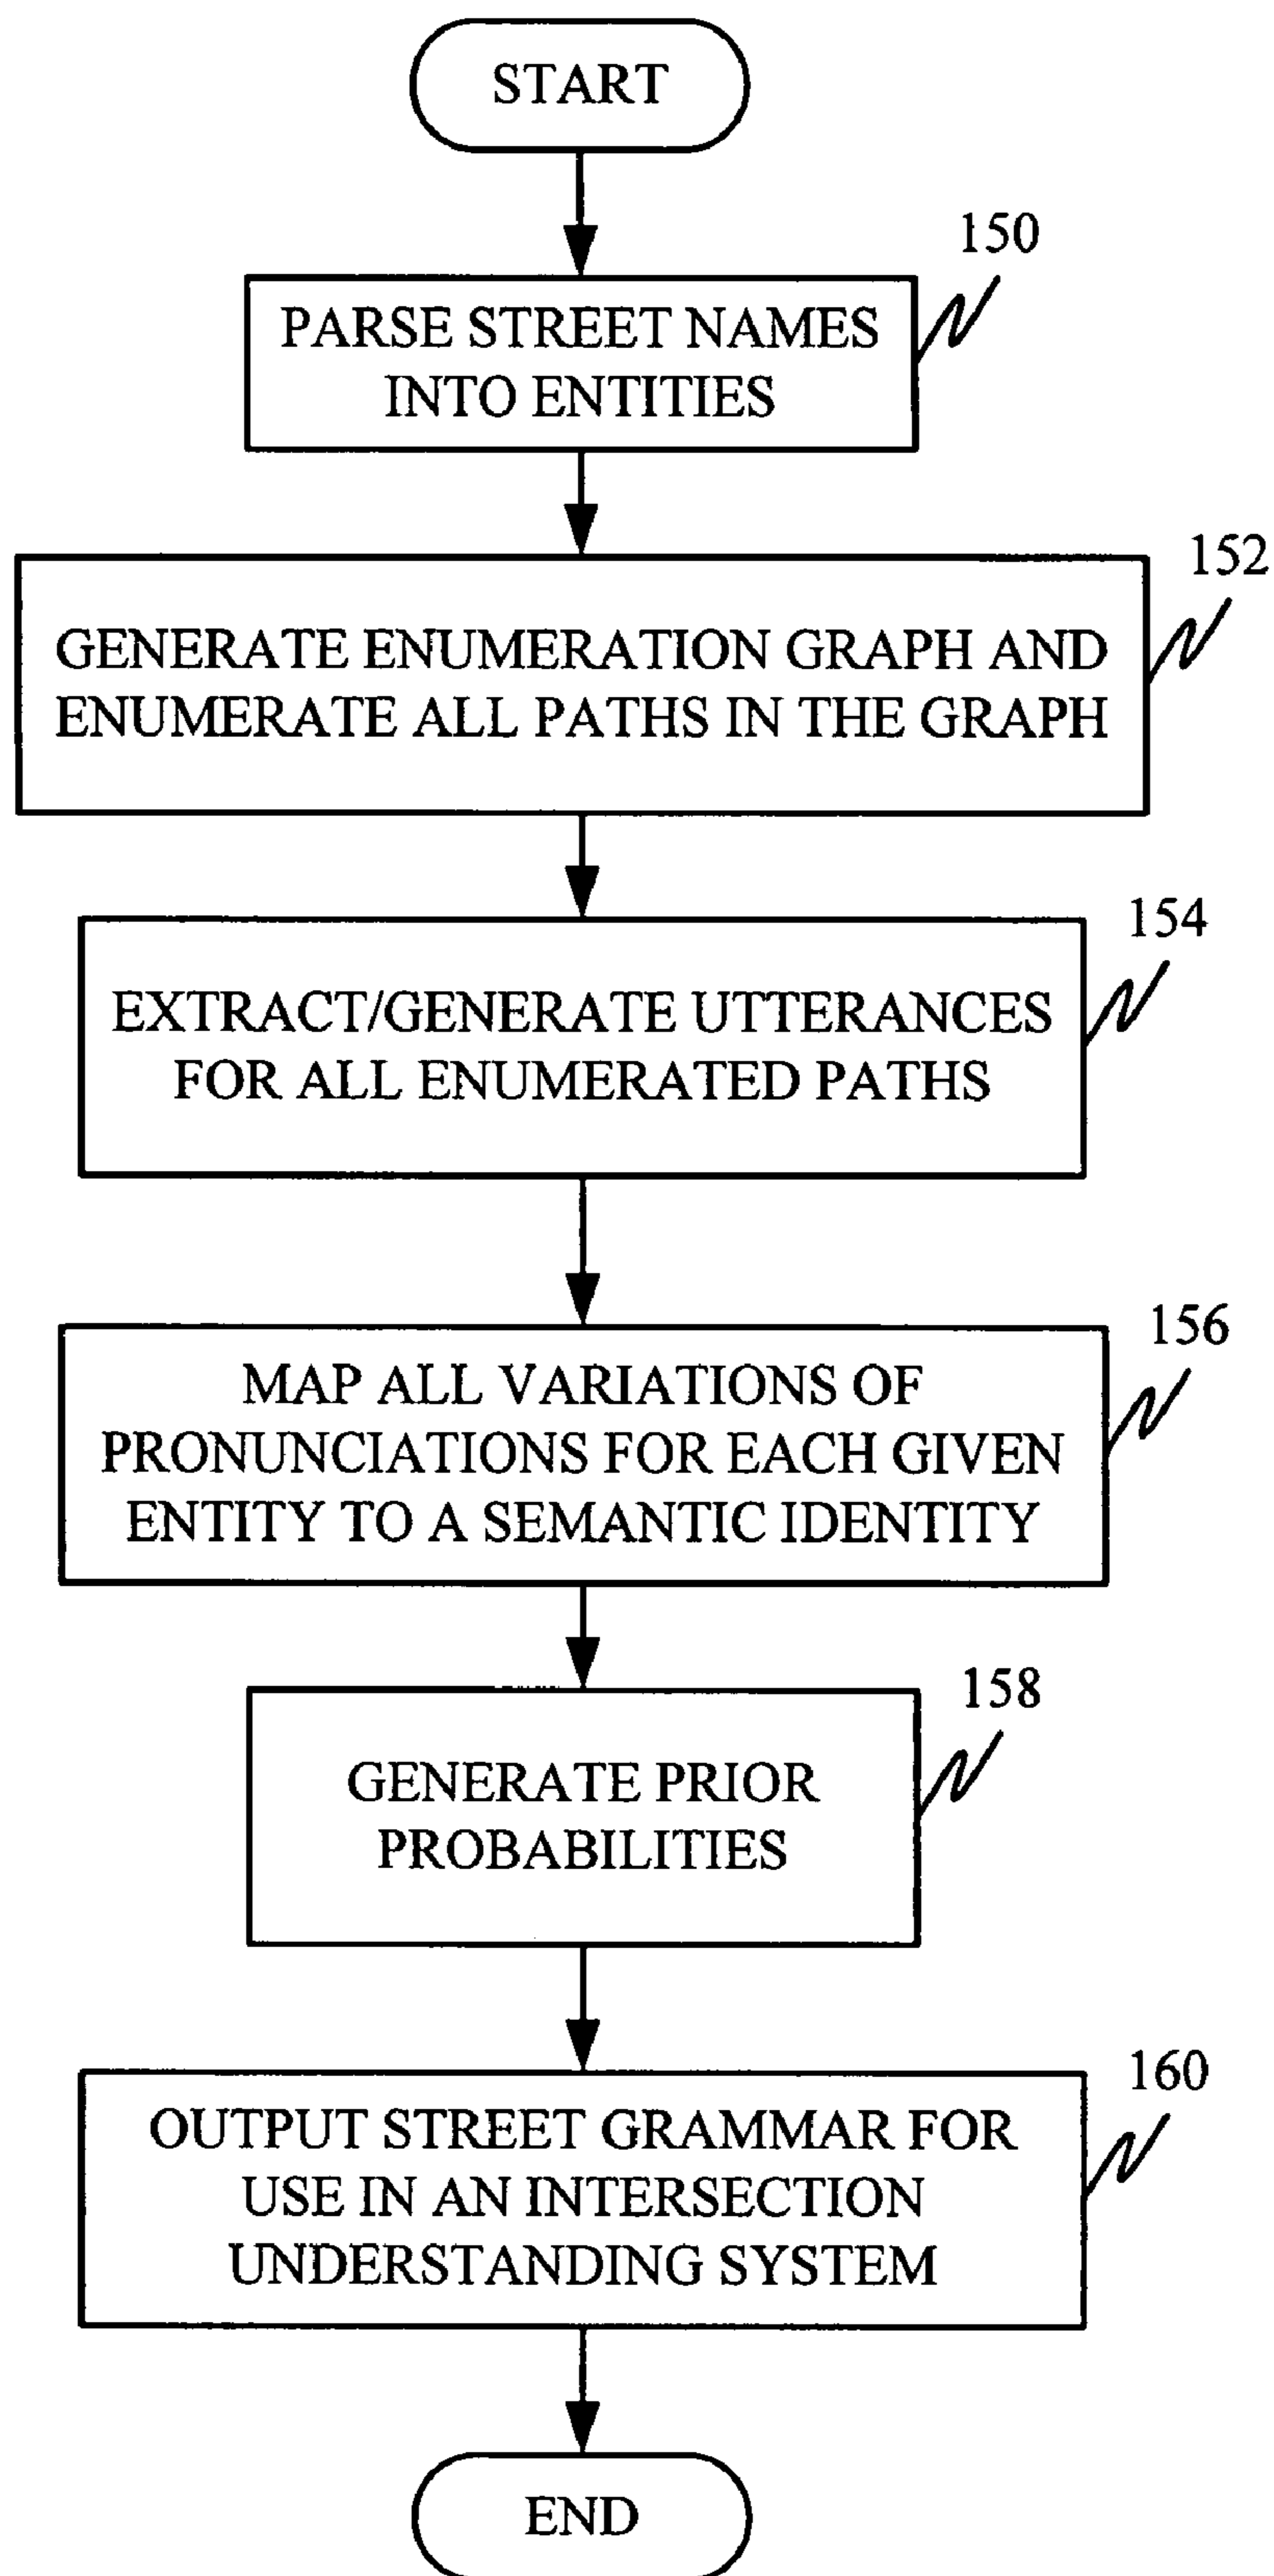 START
150
PARSE STREET NAMES
INTO ENTITIES
152
GENERATE ENUMERATION GRAPH AND
ENUMERATE ALL PATHS IN THE GRAPH
154
EXTRACT/GENERATE UTTERANCES
FOR ALL ENUMERATED PATHS
156
MAP ALL VARIATIONS OF
PRONUNCIATIONS FOR EACH GIVEN
ENTITY TO A SEMANTIC IDENTITY
158
GENERATE PRIOR
PROBABILITIES
160
OUTPUT STREET GRAMMAR FOR
USE IN AN INTERSECTION
UNDERSTANDING SYSTEM
END